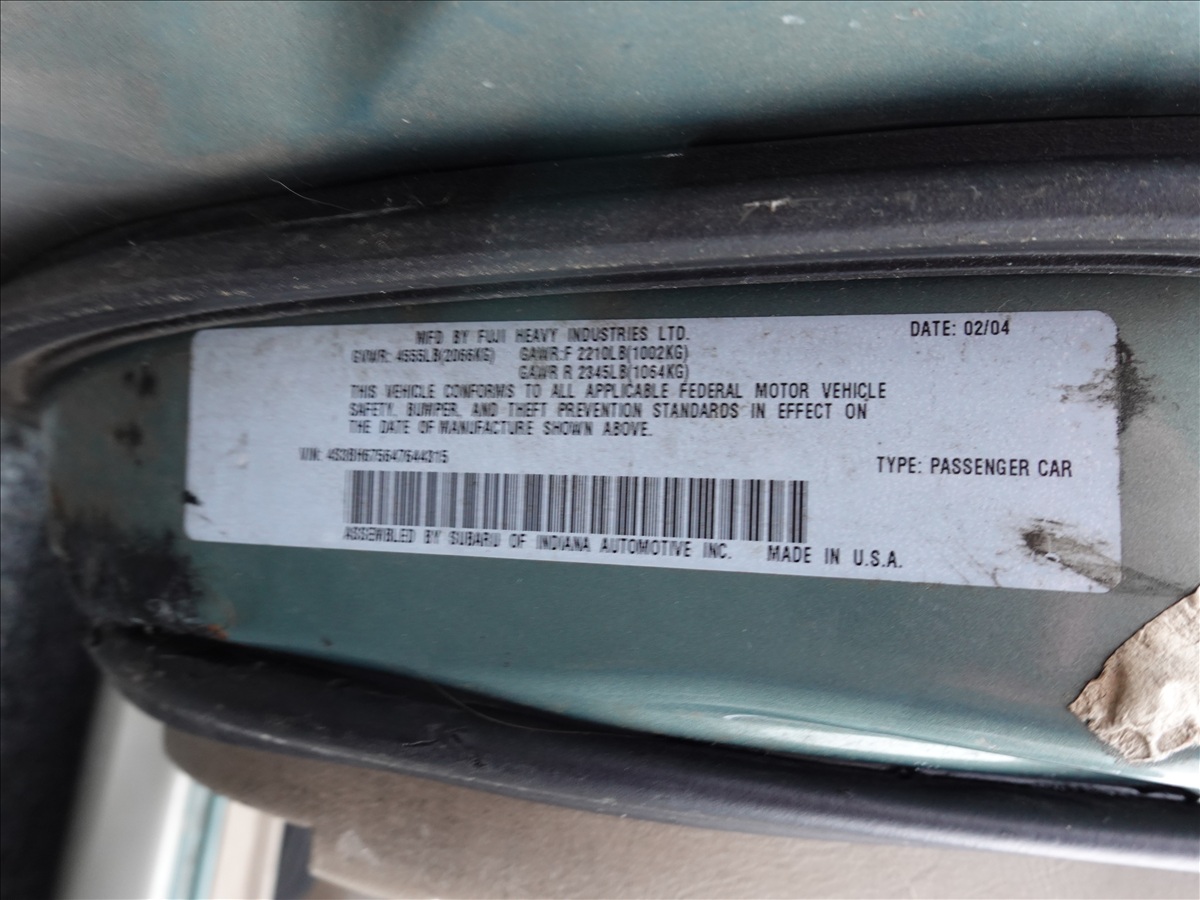 MFD BY FUJI HEAVY INDUSTRIES LTD. DATE: 02/04
GVWR: 4555LB(2066KG) GAWR:F 2210LB(1002KG)
GAWR R 2345LB(1064KG)
THIS VEHICLE CONFORMS TO ALL APPLICABLE FEDERAL MOTOR VEHICLE
SAFETY, BUMPER, AND THEFT PREVENTION STANDARDS IN EFFECT ON
THE DATE OF MANUFACTURE SHOWN ABOVE.
VIN: 4S3BH675647644315 TYPE: PASSENGER CAR
ASSEMBLED BY SUBARU OF INDIANA AUTOMOTIVE INC. MADE IN U.S.A.